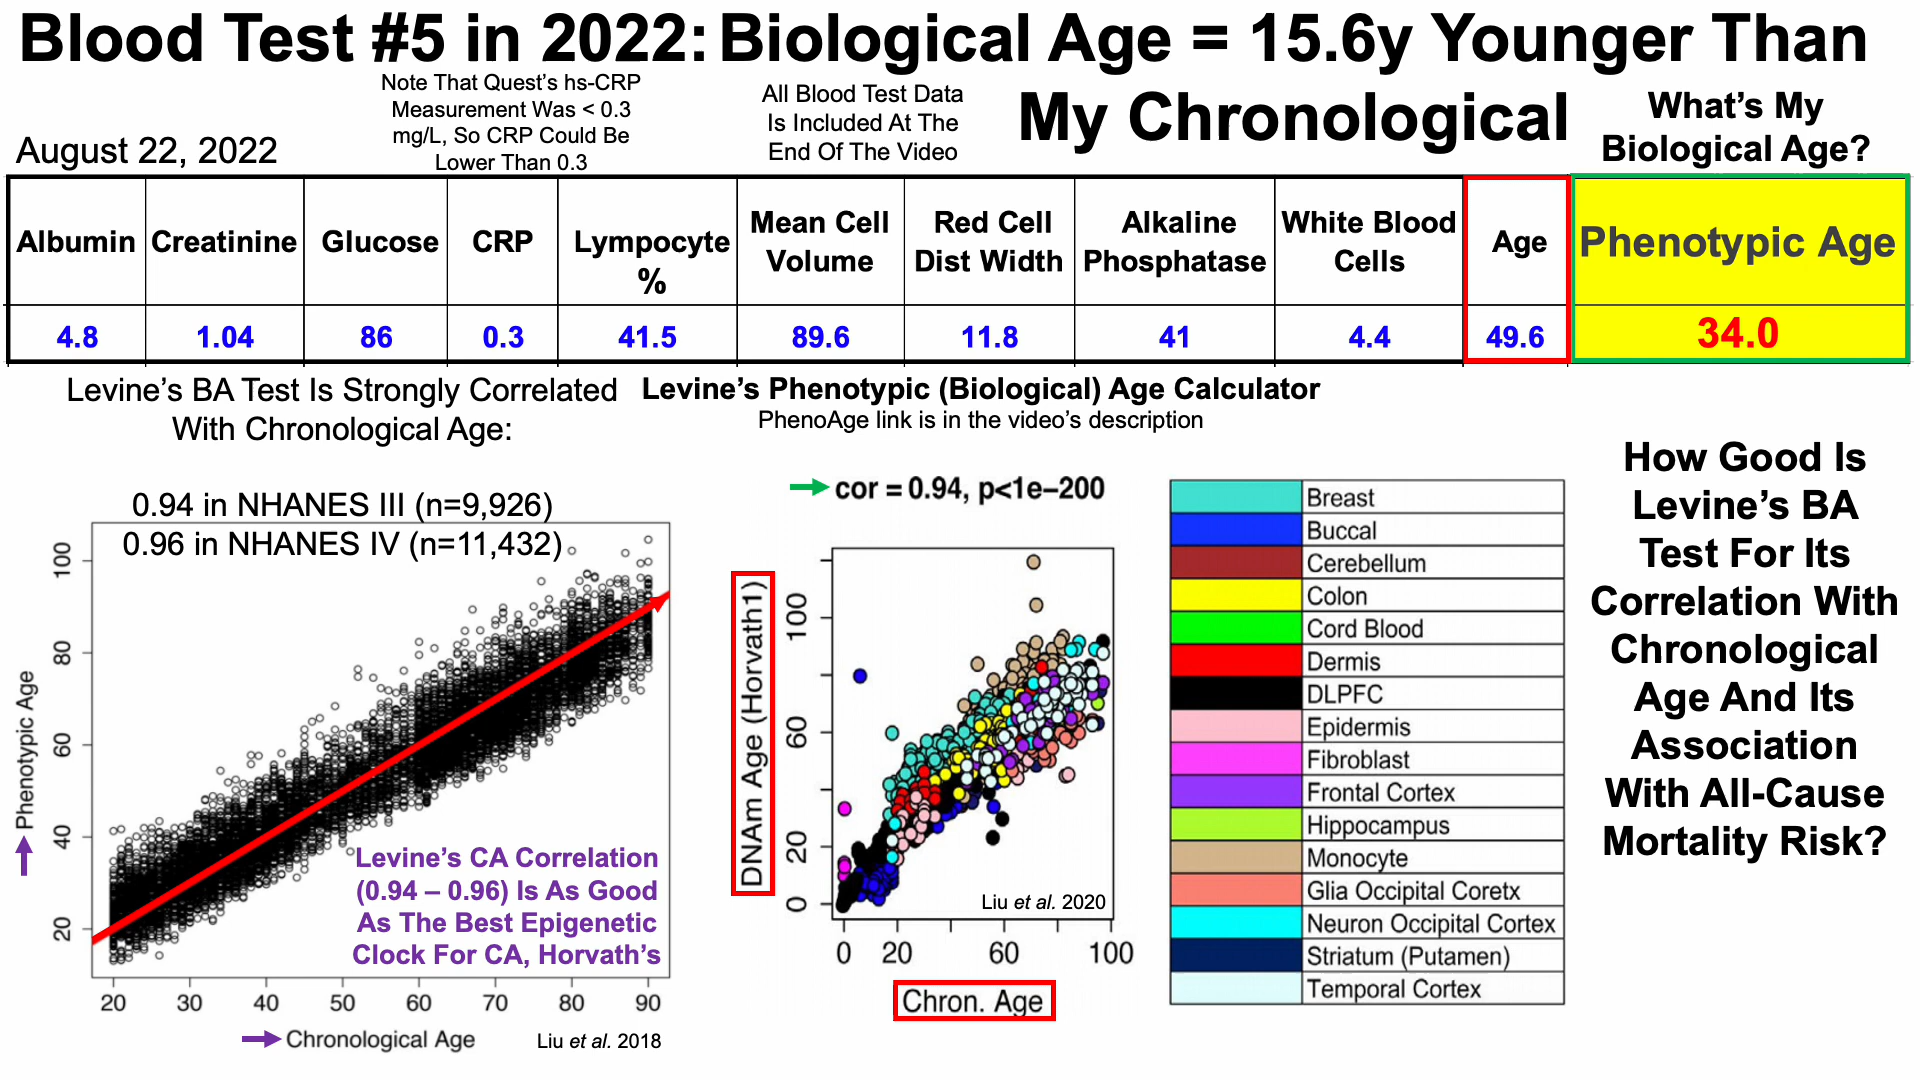 Blood Test #5 in 2022: Biological Age = 15.6y Younger Than
My Chronological
August 22, 2022
Note That Quest's hs-CRP
Measurement Was < 0.3
mg/L, So CRP Could Be
Lower Than 0.3
All Blood Test Data
Is Included At The
End Of The Video
What's My
Biological Age?
Albumin Creatinine Glucose CRP Lympocyte % Mean Cell Volume Red Cell Dist Width Alkaline Phosphatase White Blood Cells Age Phenotypic Age
4.8 1.04 86 0.3 41.5 89.6 11.8 41 4.4 49.6 34.0
Levine's BA Test Is Strongly Correlated
With Chronological Age:
Levine's Phenotypic (Biological) Age Calculator
PhenoAge link is in the video's description
0.94 in NHANES III (n=9,926)
0.96 in NHANES IV (n=11,432)
Phenotypic Age
100
80
60
40
20
Levine's CA Correlation
(0.94 – 0.96) Is As Good
As The Best Epigenetic
Clock For CA, Horvath's
20 30 40 50 60 70 80 90
Chronological Age
Liu et al. 2018
cor = 0.94, p<1e−200
DNAm Age (Horvath1)
100
60
20
0
Liu et al. 2020
0 20 60 100
Chron. Age
Breast
Buccal
Cerebellum
Colon
Cord Blood
Dermis
DLPFC
Epidermis
Fibroblast
Frontal Cortex
Hippocampus
Monocyte
Glia Occipital Coretx
Neuron Occipital Cortex
Striatum (Putamen)
Temporal Cortex
How Good Is
Levine's BA
Test For Its
Correlation With
Chronological
Age And Its
Association
With All-Cause
Mortality Risk?